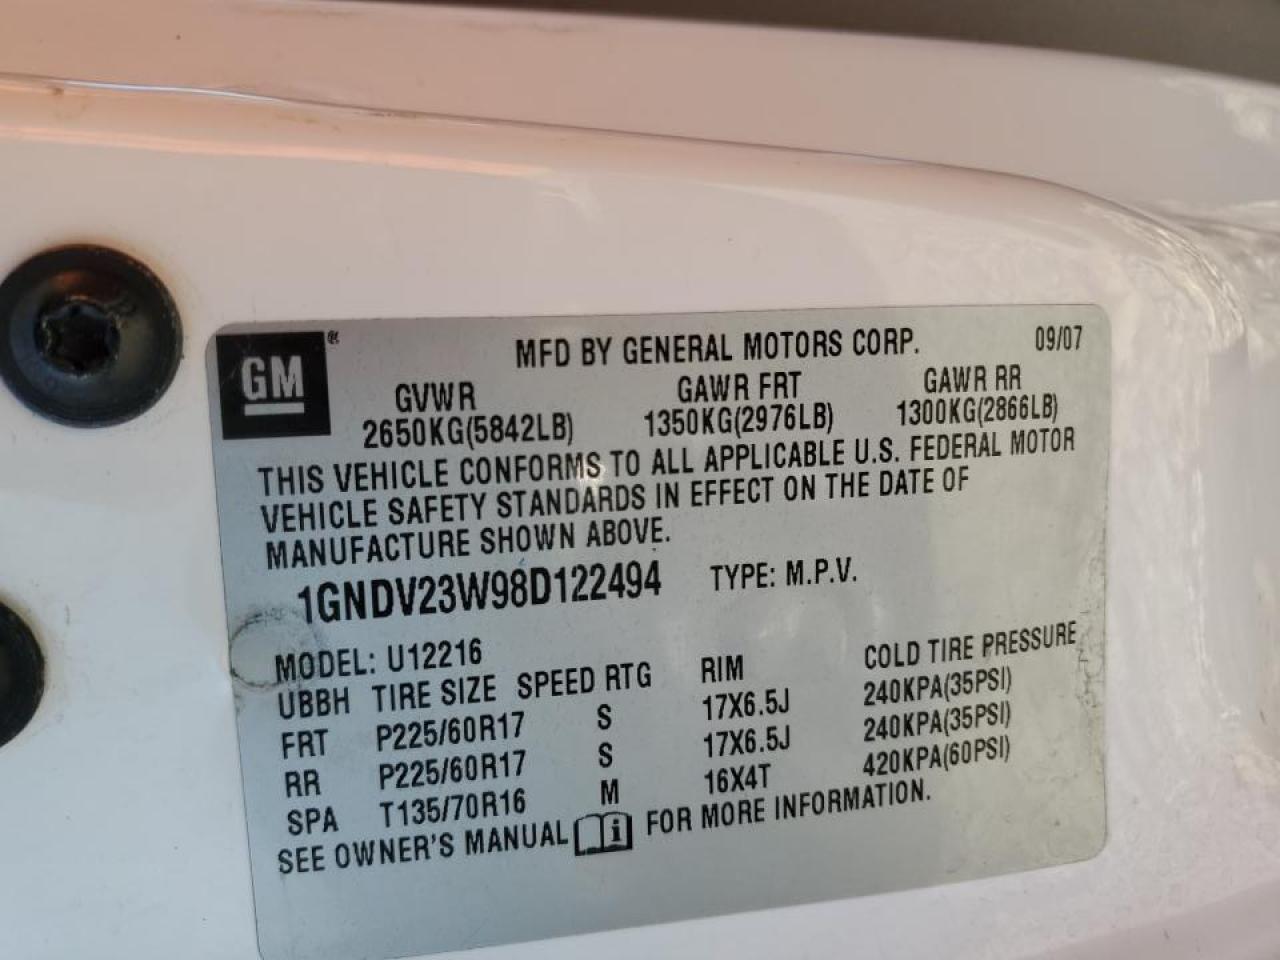 GM®
MFD BY GENERAL MOTORS CORP. 09/07
GVWR GAWR FRT GAWR RR
2650KG(5842LB) 1350KG(2976LB) 1300KG(2866LB)
THIS VEHICLE CONFORMS TO ALL APPLICABLE U.S. FEDERAL MOTOR
VEHICLE SAFETY STANDARDS IN EFFECT ON THE DATE OF
MANUFACTURE SHOWN ABOVE.
1GNDV23W98D122494 TYPE: M.P.V.
MODEL: U12216
UBBH TIRE SIZE SPEED RTG RIM COLD TIRE PRESSURE
FRT P225/60R17 S 17X6.5J 240KPA(35PSI)
RR P225/60R17 S 17X6.5J 240KPA(35PSI)
SPA T135/70R16 M 16X4T 420KPA(60PSI)
SEE OWNER'S MANUAL i FOR MORE INFORMATION.